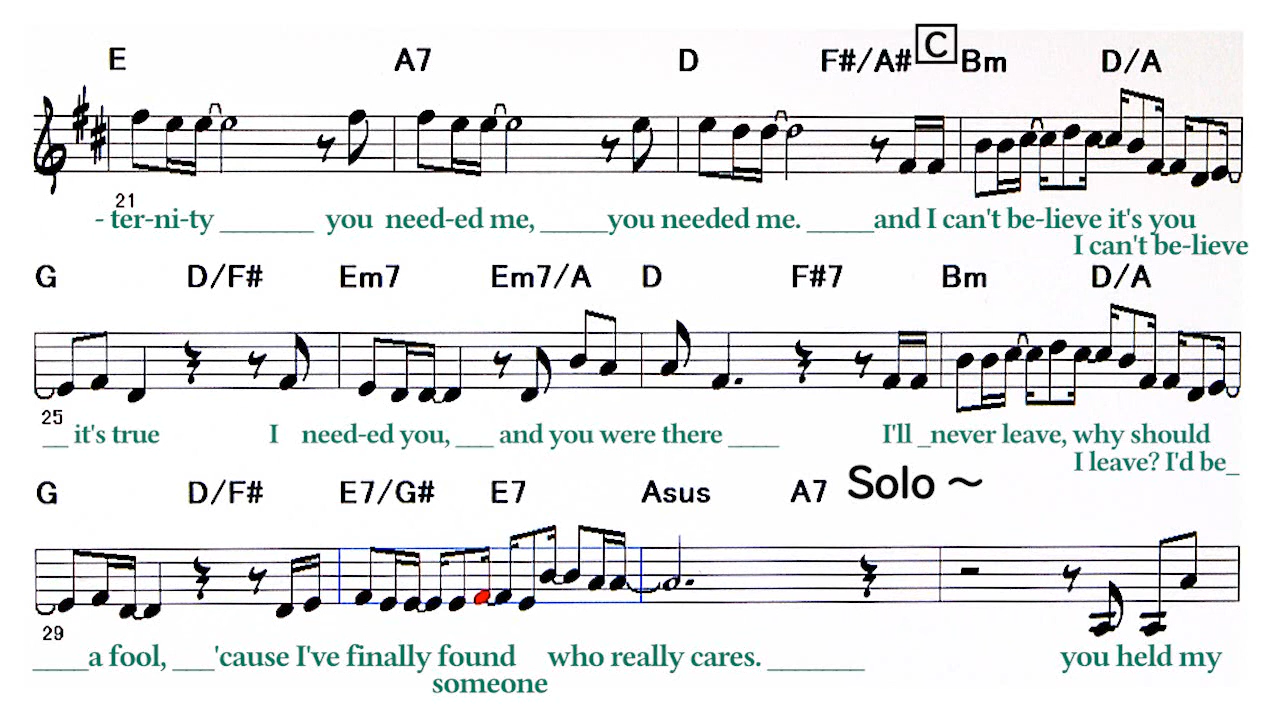 E A7 D F#/A# C Bm D/A
21
- ter-ni-ty _______ you need-ed me, _____you needed me. _____and I can't be-lieve it's you
I can't be-lieve
G D/F# Em7 Em7/A D F#7 Bm D/A
25
__ it's true I need-ed you, ___ and you were there ____ I'll _never leave, why should
I leave? I'd be_
G D/F# E7/G# E7 Asus A7 Solo ~
29
____a fool, ___'cause I've finally found who really cares. _______ you held my
someone